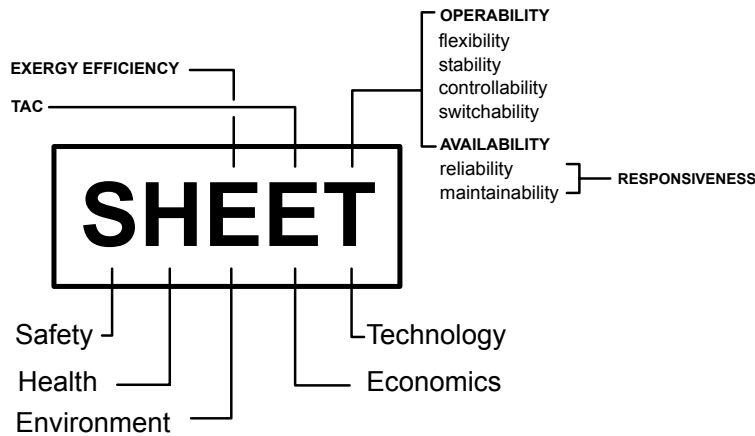 OPERABILITY
flexibility
stability
controllability
switchability
EXERGY EFFICIENCY
TAC
AVAILABILITY
reliability
maintainability
RESPONSIVENESS
SHEET
Safety
Technology
Health
Economics
Environment